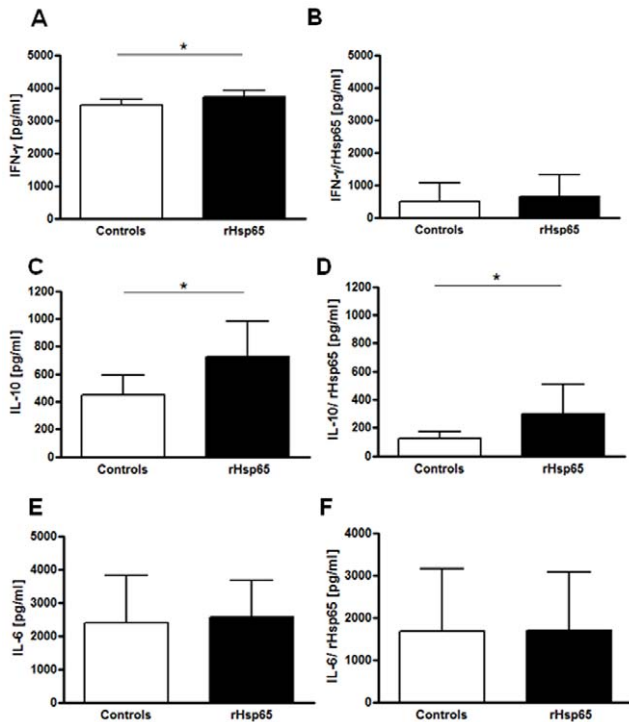 A
*
IFN-γ [pg/ml]
5000
4000
3000
2000
1000
0
Controls
rHsp65
B
IFN-γ/rHsp65 [pg/ml]
5000
4000
3000
2000
1000
0
Controls
rHsp65
C
*
IL-10 [pg/ml]
1200
1000
800
600
400
200
0
Controls
rHsp65
D
*
IL-10/ rHsp65 [pg/ml]
1200
1000
800
600
400
200
0
Controls
rHsp65
E
IL-6 [pg/ml]
5000
4000
3000
2000
1000
0
Controls
rHsp65
F
IL-6/ rHsp65 [pg/ml]
4000
3000
2000
1000
0
Controls
rHsp65